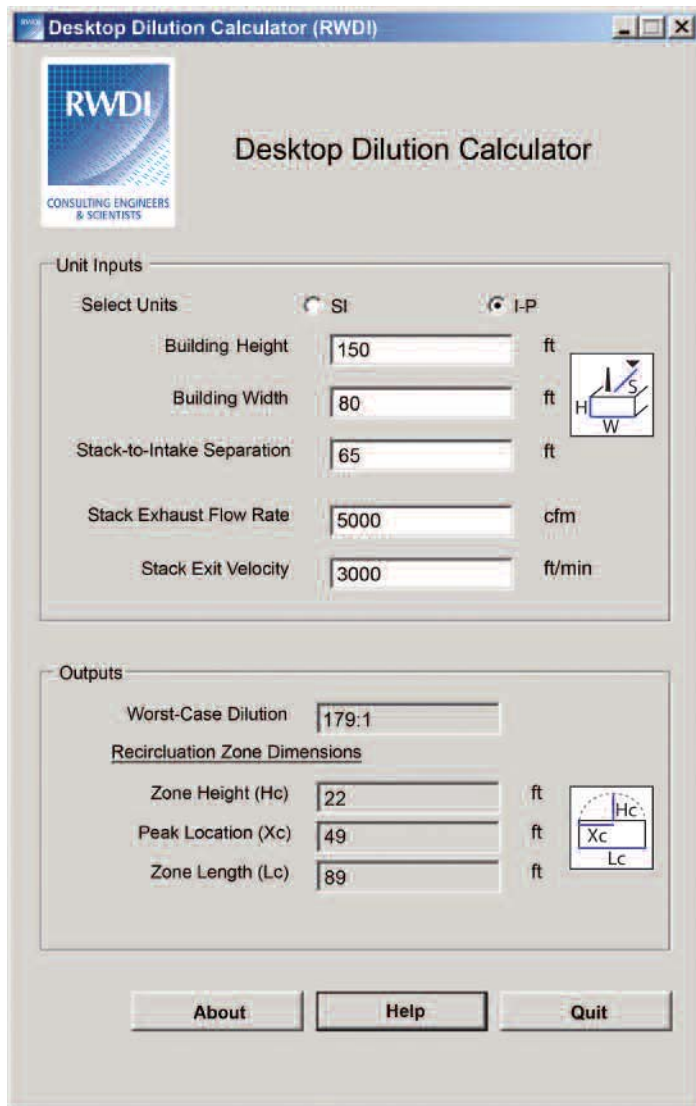 Desktop Dilution Calculator (RWDI)
RWDI
CONSULTING ENGINEERS
& SCIENTISTS
Desktop Dilution Calculator
Unit Inputs
Select Units SI I-P
Building Height 150 ft
Building Width 80 ft
S
H
W
Stack-to-Intake Separation 65 ft
Stack Exhaust Flow Rate 5000 cfm
Stack Exit Velocity 3000 ft/min
Outputs
Worst-Case Dilution 179:1
Recircluation Zone Dimensions
Zone Height (Hc) 22 ft
Peak Location (Xc) 49 ft
Zone Length (Lc) 89 ft
Hc
Xc
Lc
About Help Quit